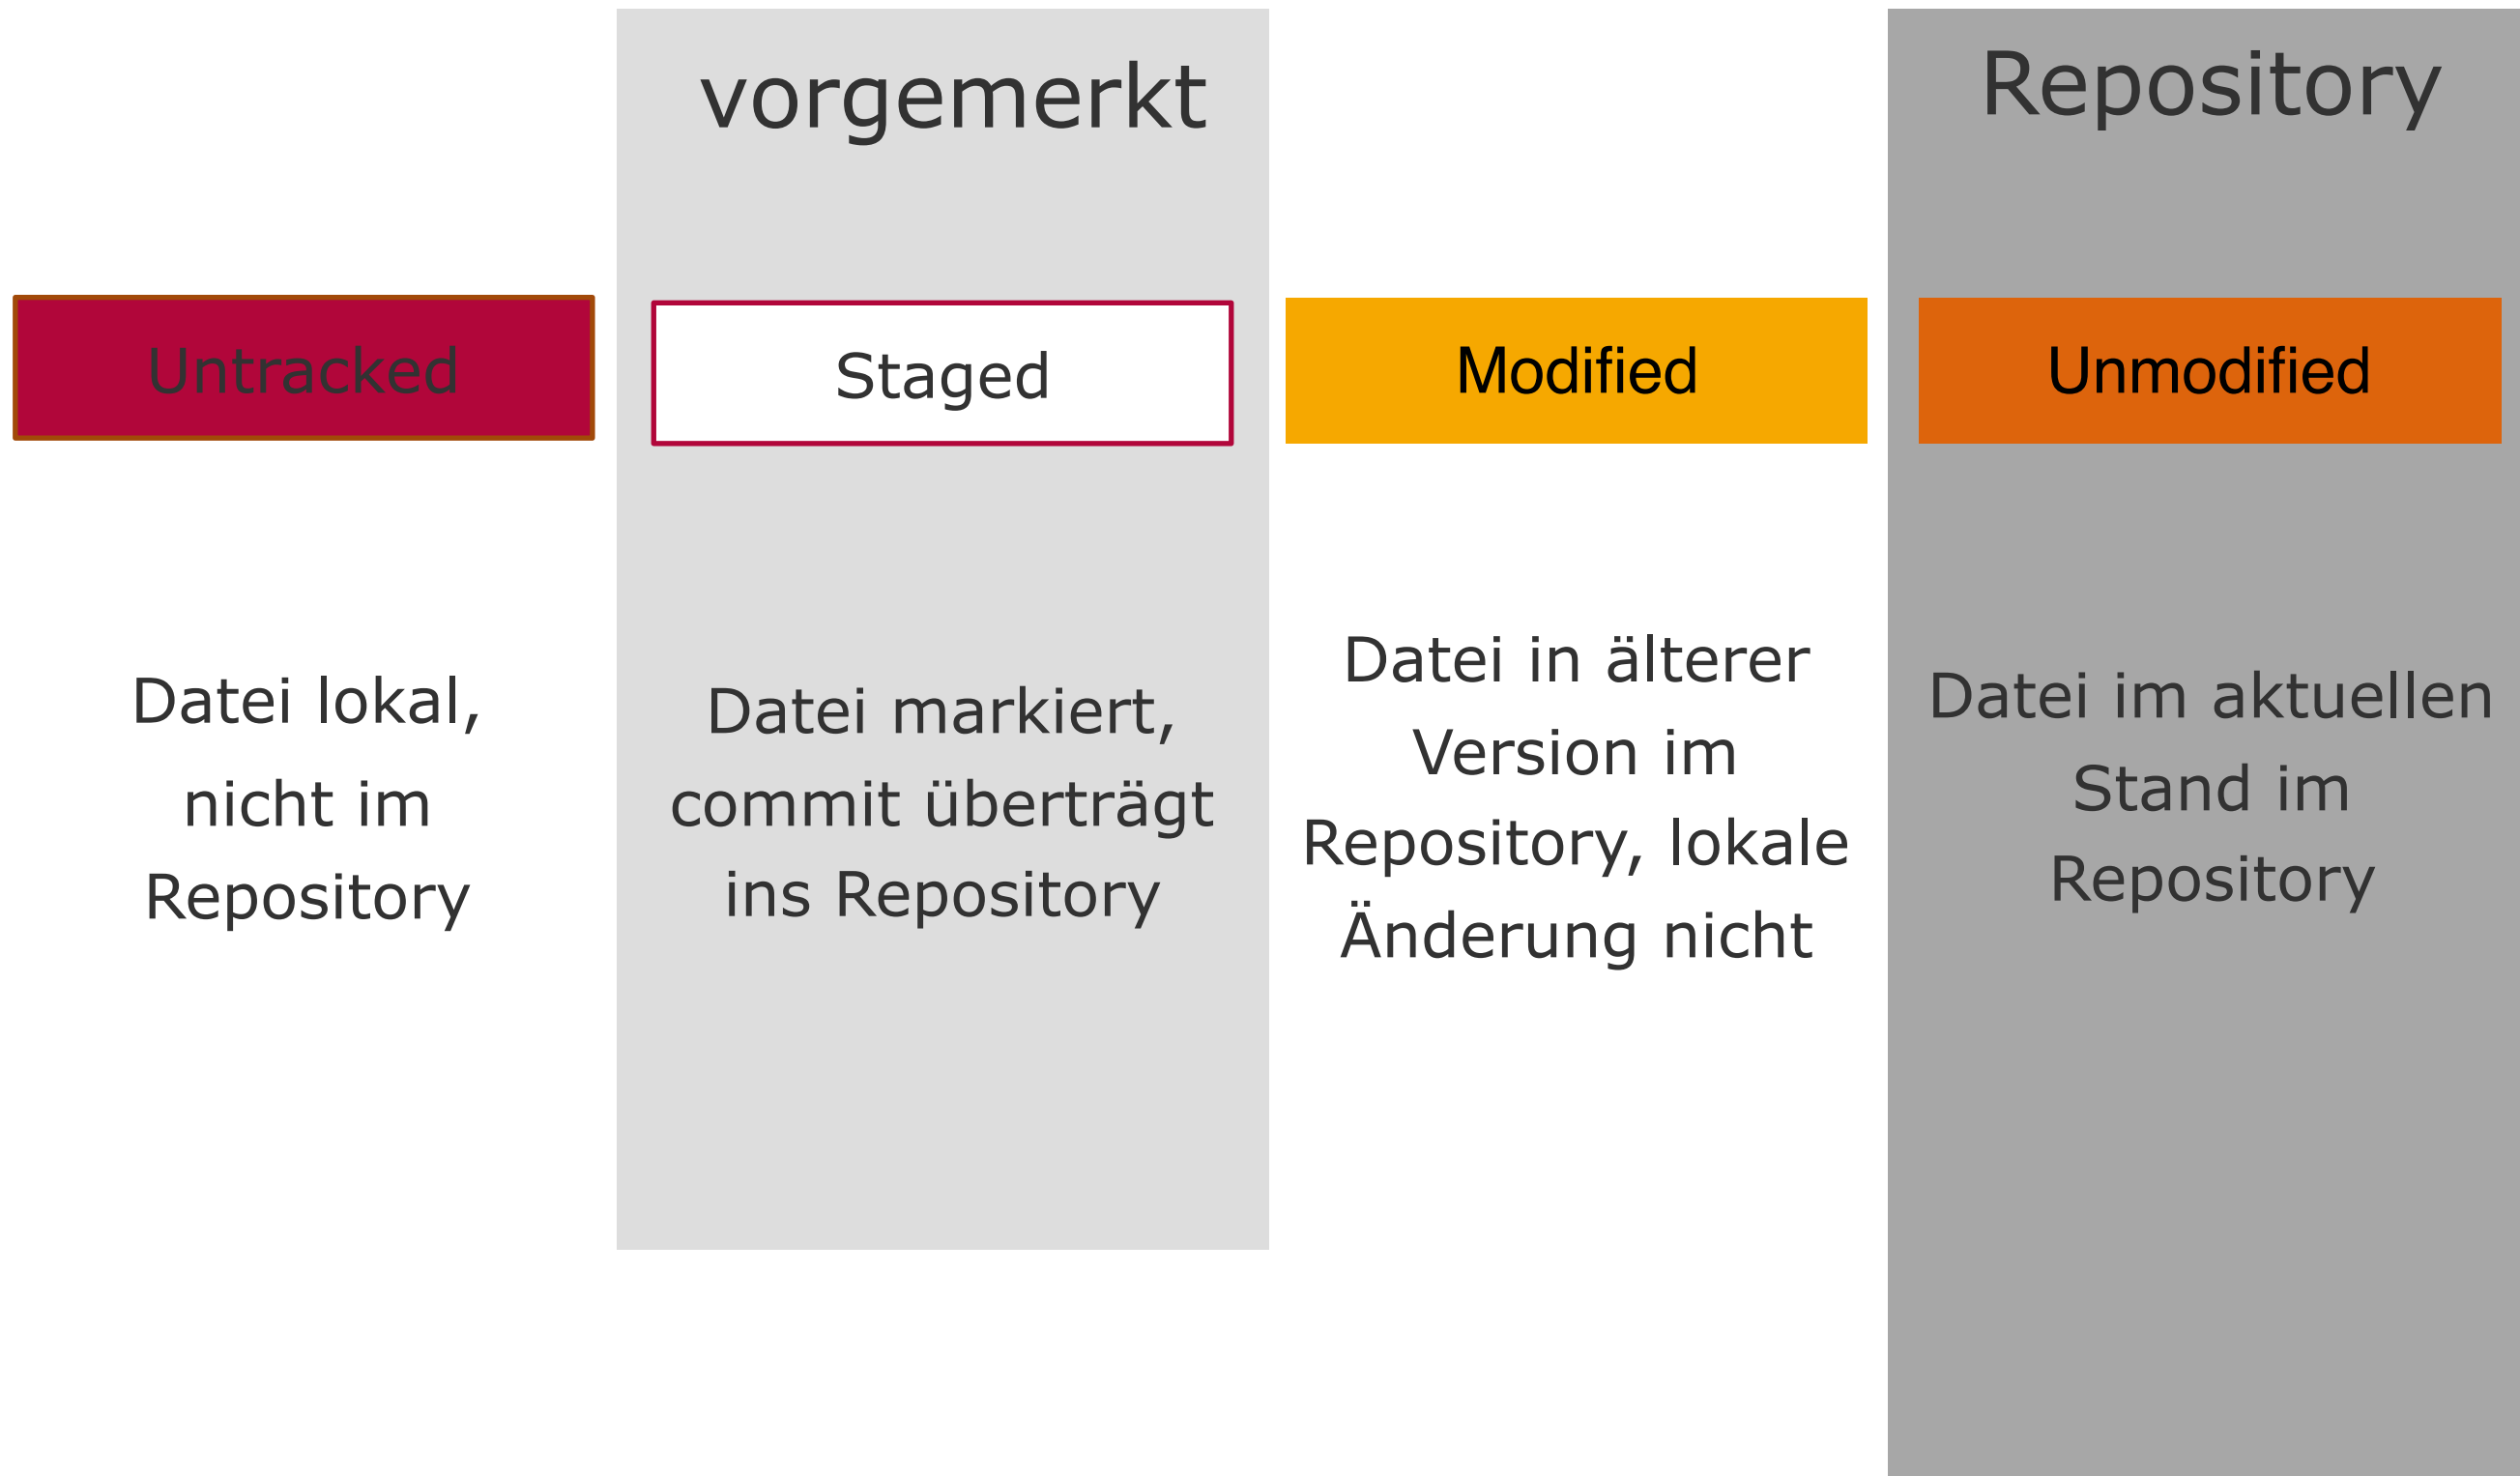 vorgemerkt
Repository
Untracked
Staged
Modified
Unmodified
Datei lokal,
nicht im
Repository
Datei markiert,
commit überträgt
ins Repository
Datei in älterer
Version im
Repository, lokale
Änderung nicht
Datei im aktuellen
Stand im
Repository